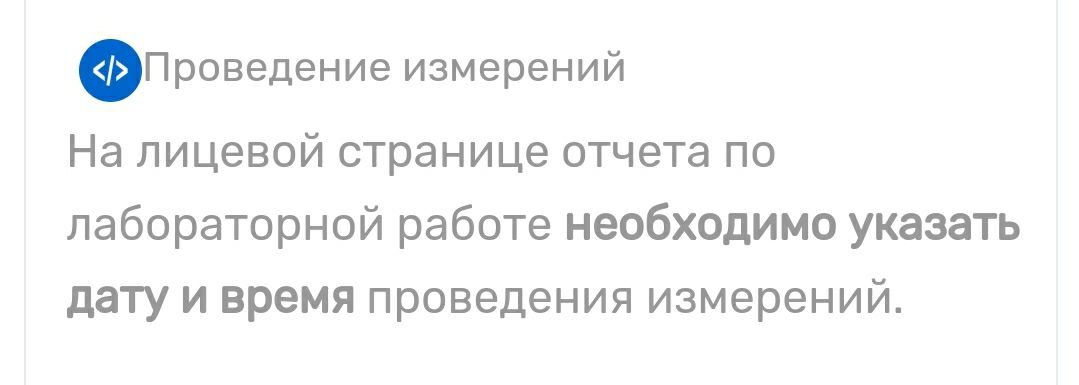 </> Проведение измерений
На лицевой странице отчета по
лабораторной работе необходимо указать
дату и время проведения измерений.